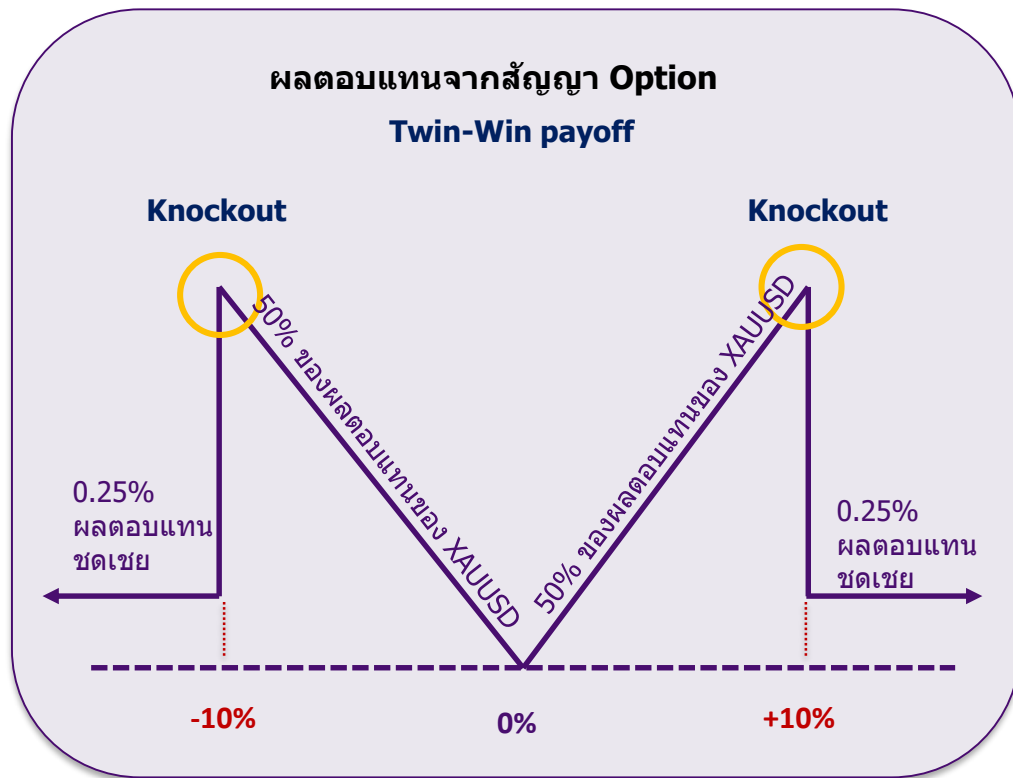 ผลตอบแทนจากสัญญา Option
Twin-Win payoff
Knockout
Knockout
50% ของผลตอบแทนของ XAUUSD
50% ของผลตอบแทนของ XAUUSD
0.25%
ผลตอบแทน
ชดเชย
0.25%
ผลตอบแทน
ชดเชย
-10%
0%
+10%